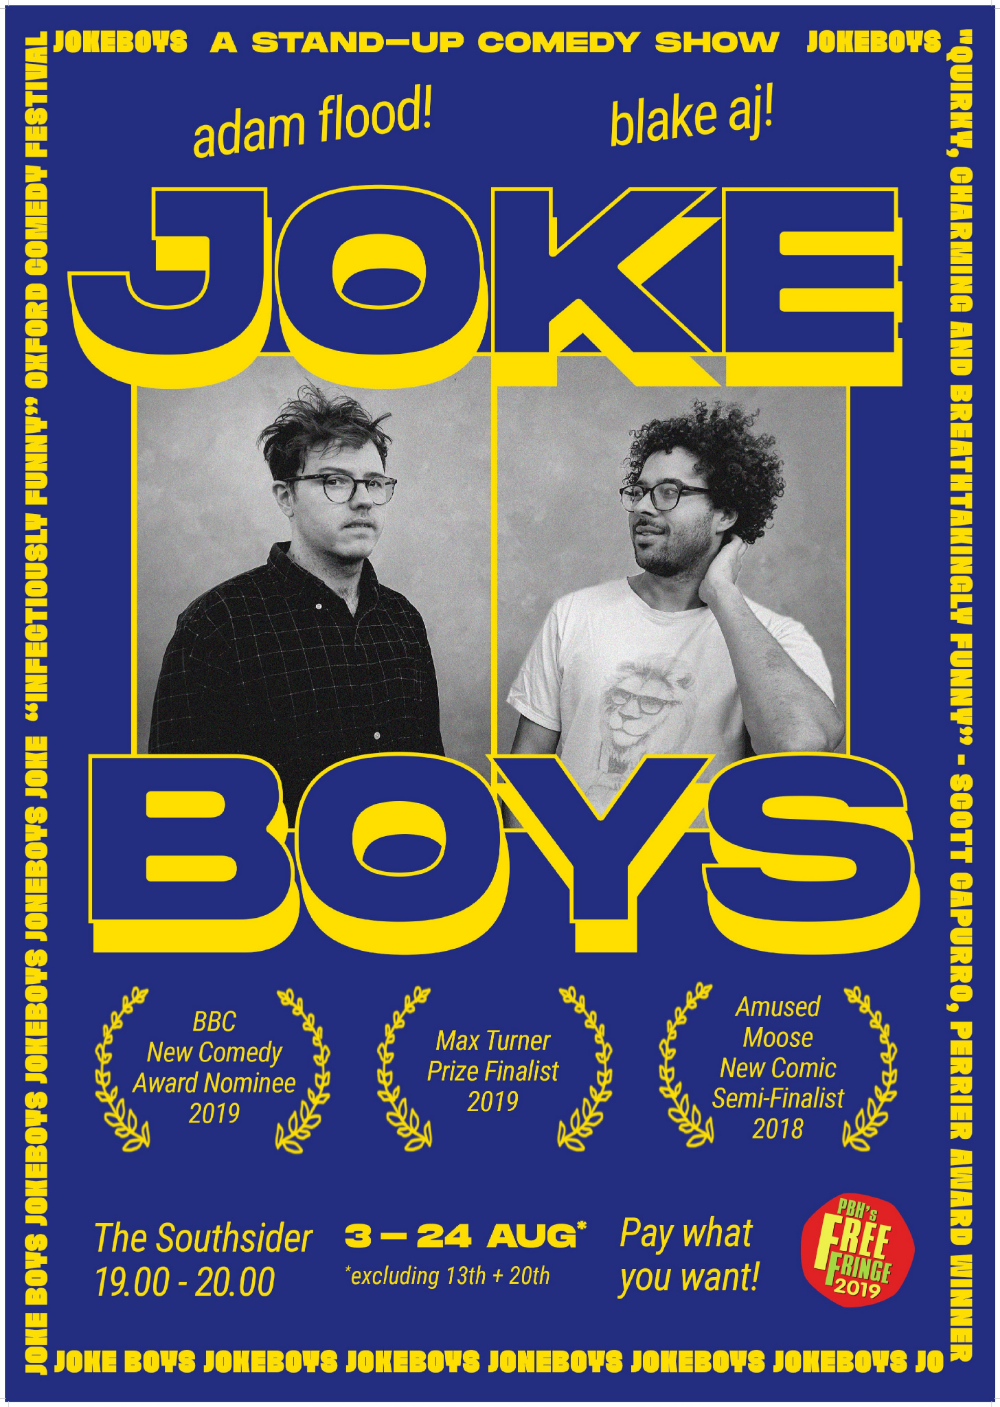 JOKEBOYS A STAND-UP COMEDY SHOW JOKEBOYS
adam flood!
blake aj!
JOKE
BOYS
BBC
New Comedy
Award Nominee
2019
Max Turner
Prize Finalist
2019
Amused
Moose
New Comic
Semi-Finalist
2018
The Southsider
19.00 - 20.00
3 – 24 AUG*
*excluding 13th + 20th
Pay what
you want!
PBH's
FREE
FRINGE
2019
JOKE BOYS JOKEBOYS JOKEBOYS JOKEBOYS JONEBOYS JOKE “INFECTIOUSLY FUNNY” OXFORD COMEDY FESTIVAL
"QUIRKY, CHARMING AND BREATHTAKINGLY FUNNY” - SCOTT CAPURRO, PERRIER AWARD WINNER
JOKE BOYS JOKEBOYS JOKEBOYS JONEBOYS JOKEBOYS JOKEBOYS JO